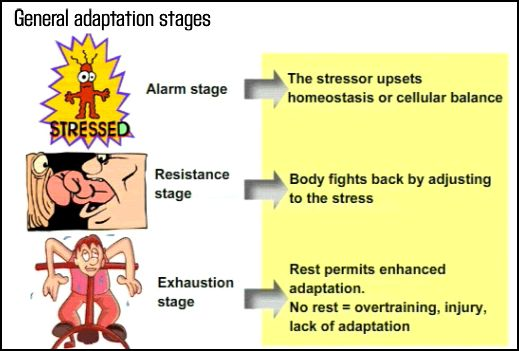 General adaptation stages
STRESSED
Alarm stage
The stressor upsets
homeostasis or cellular balance
Resistance
stage
Body fights back by adjusting
to the stress
Exhaustion
stage
Rest permits enhanced
adaptation.
No rest = overtraining, injury,
lack of adaptation